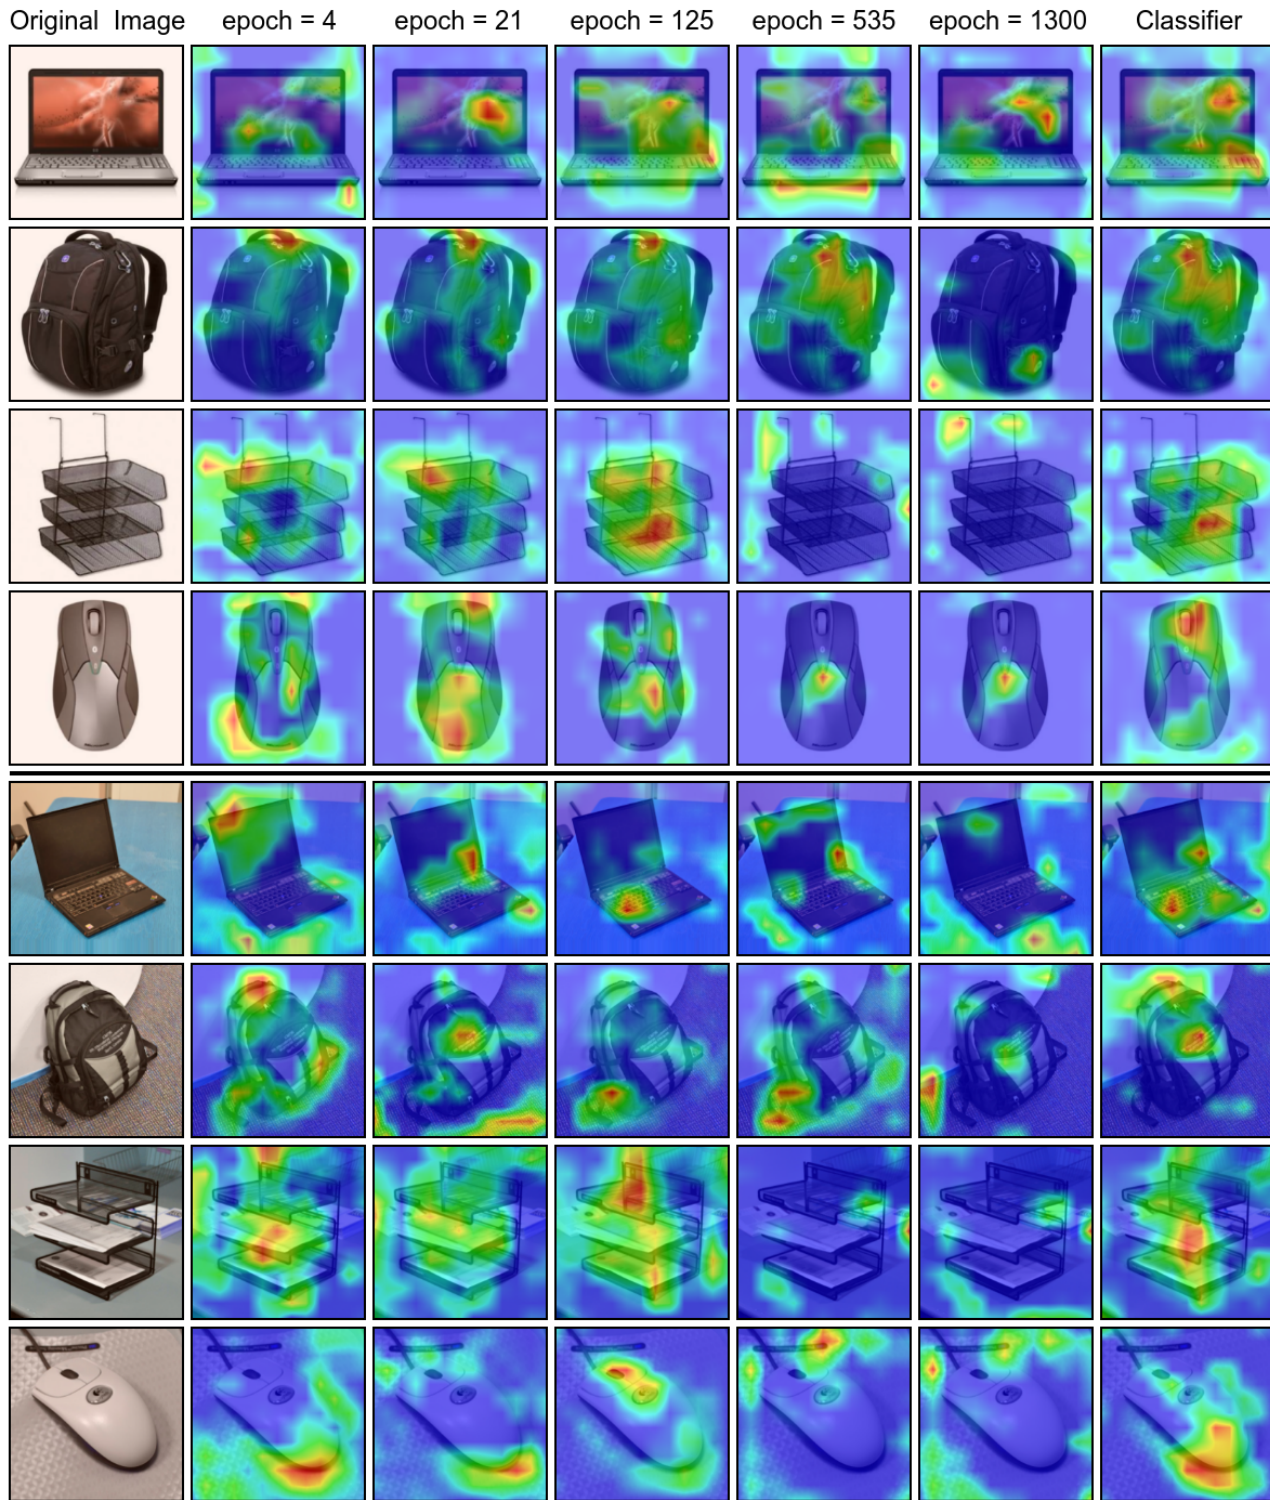 Original Image epoch = 4 epoch = 21 epoch = 125 epoch = 535 epoch = 1300 Classifier